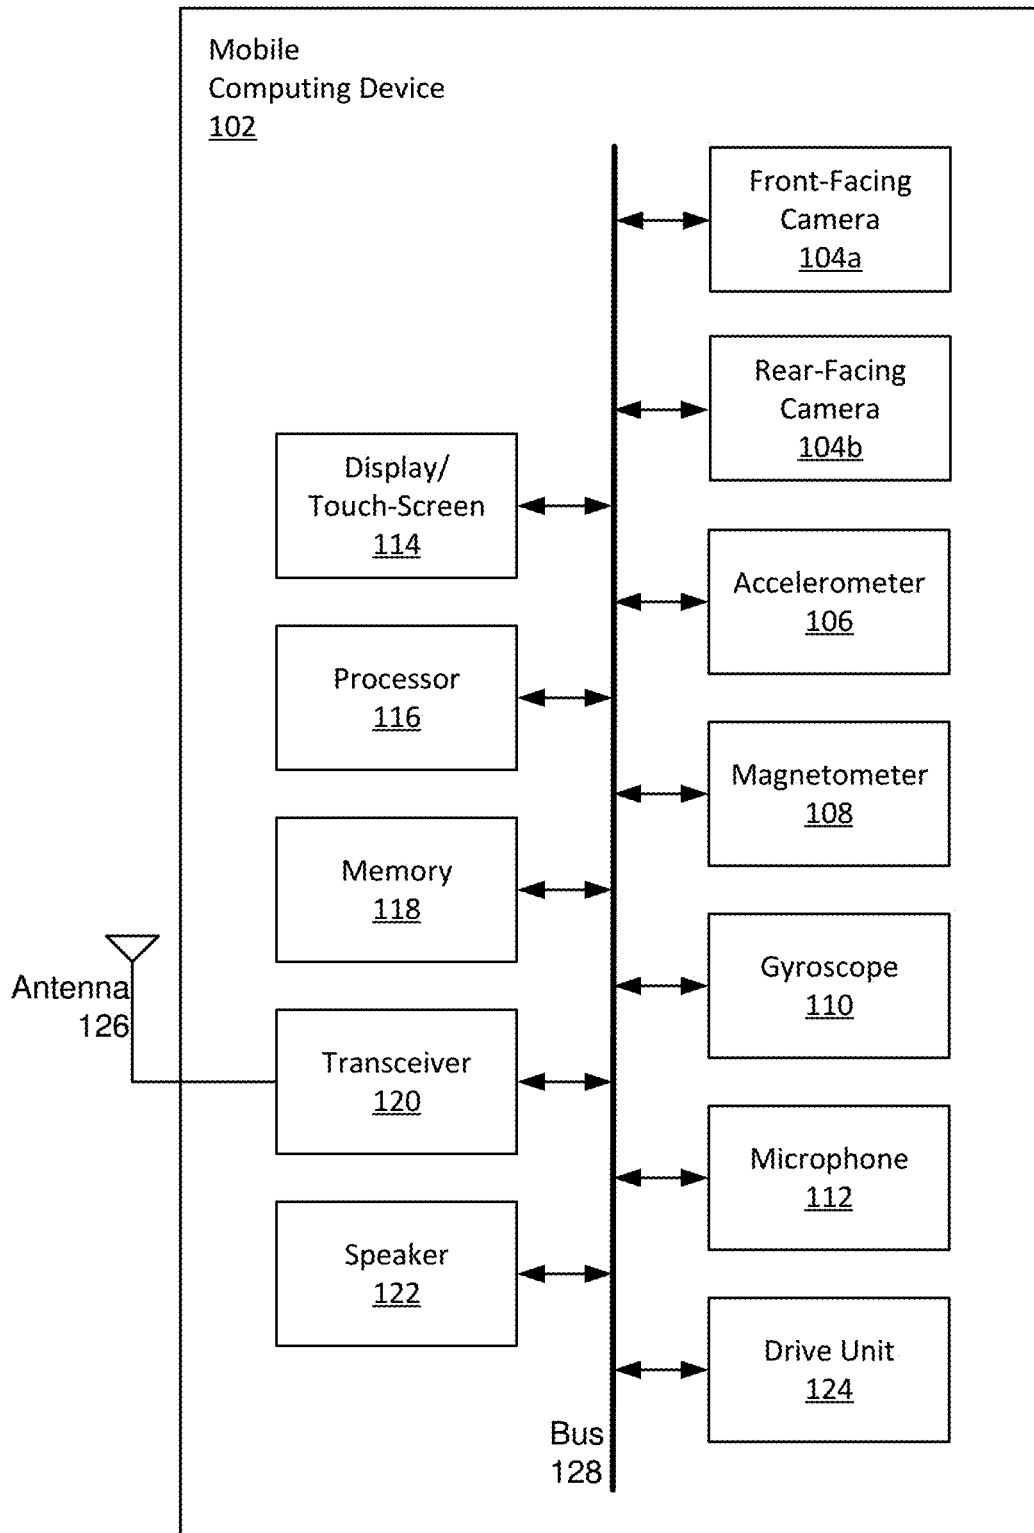 Mobile
Computing Device
102
Front-Facing
Camera
104a
Rear-Facing
Camera
104b
Display/
Touch-Screen
114
Accelerometer
106
Processor
116
Magnetometer
108
Memory
118
Gyroscope
110
Antenna
126
Transceiver
120
Microphone
112
Speaker
122
Drive Unit
124
Bus
128